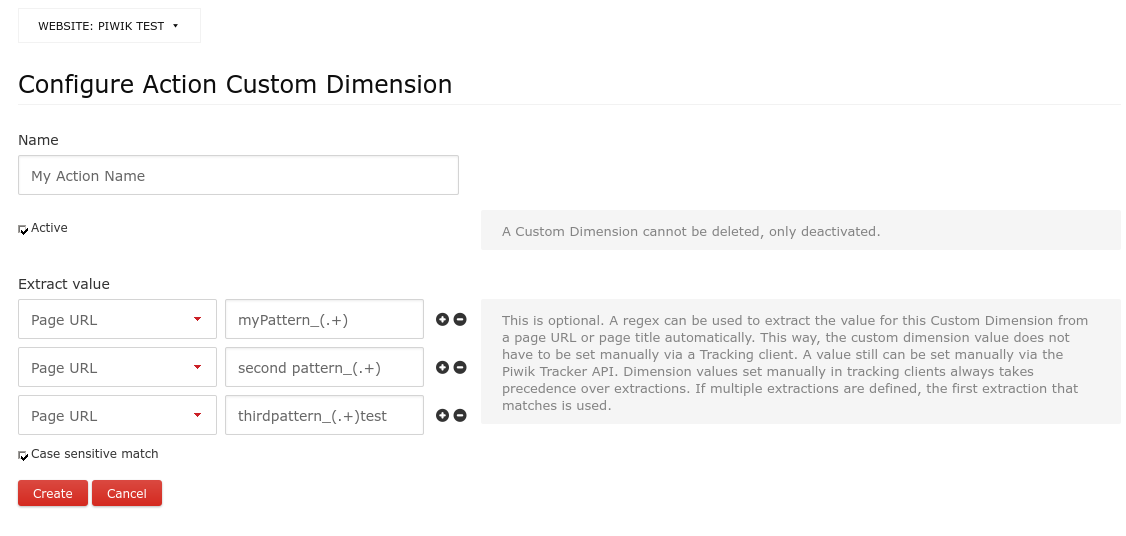 WEBSITE: PIWIK TEST
Configure Action Custom Dimension
Name
My Action Name
Active
A Custom Dimension cannot be deleted, only deactivated.
Extract value
Page URL
myPattern_(.+)
Page URL
second pattern_(.+)
Page URL
thirdpattern_(.+)test
This is optional. A regex can be used to extract the value for this Custom Dimension from
a page URL or page title automatically. This way, the custom dimension value does not
have to be set manually via a Tracking client. A value still can be set manually via the
Piwik Tracker API. Dimension values set manually in tracking clients always takes
precedence over extractions. If multiple extractions are defined, the first extraction that
matches is used.
Case sensitive match
Create
Cancel